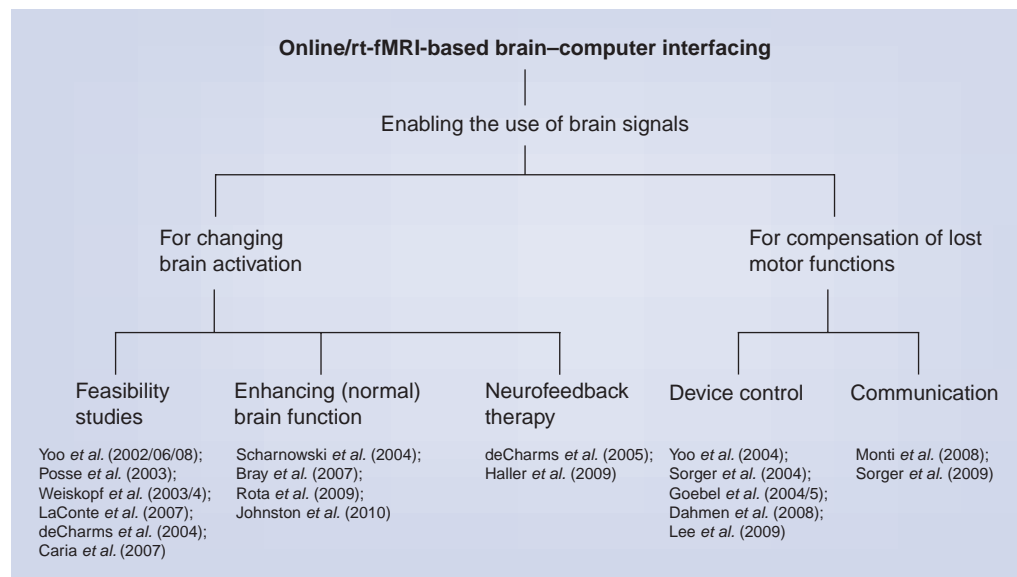 Online/rt-fMRI-based brain–computer interfacing
Enabling the use of brain signals
For changing
brain activation
For compensation of lost
motor functions
Feasibility
studies
Yoo et al. (2002/06/08);
Posse et al. (2003);
Weiskopf et al. (2003/4);
LaConte et al. (2007);
deCharms et al. (2004);
Caria et al. (2007)
Enhancing (normal)
brain function
Scharnowski et al. (2004);
Bray et al. (2007);
Rota et al. (2009);
Johnston et al. (2010)
Neurofeedback
therapy
deCharms et al. (2005);
Haller et al. (2009)
Device control
Yoo et al. (2004);
Sorger et al. (2004);
Goebel et al. (2004/5);
Dahmen et al. (2008);
Lee et al. (2009)
Communication
Monti et al. (2008);
Sorger et al. (2009)